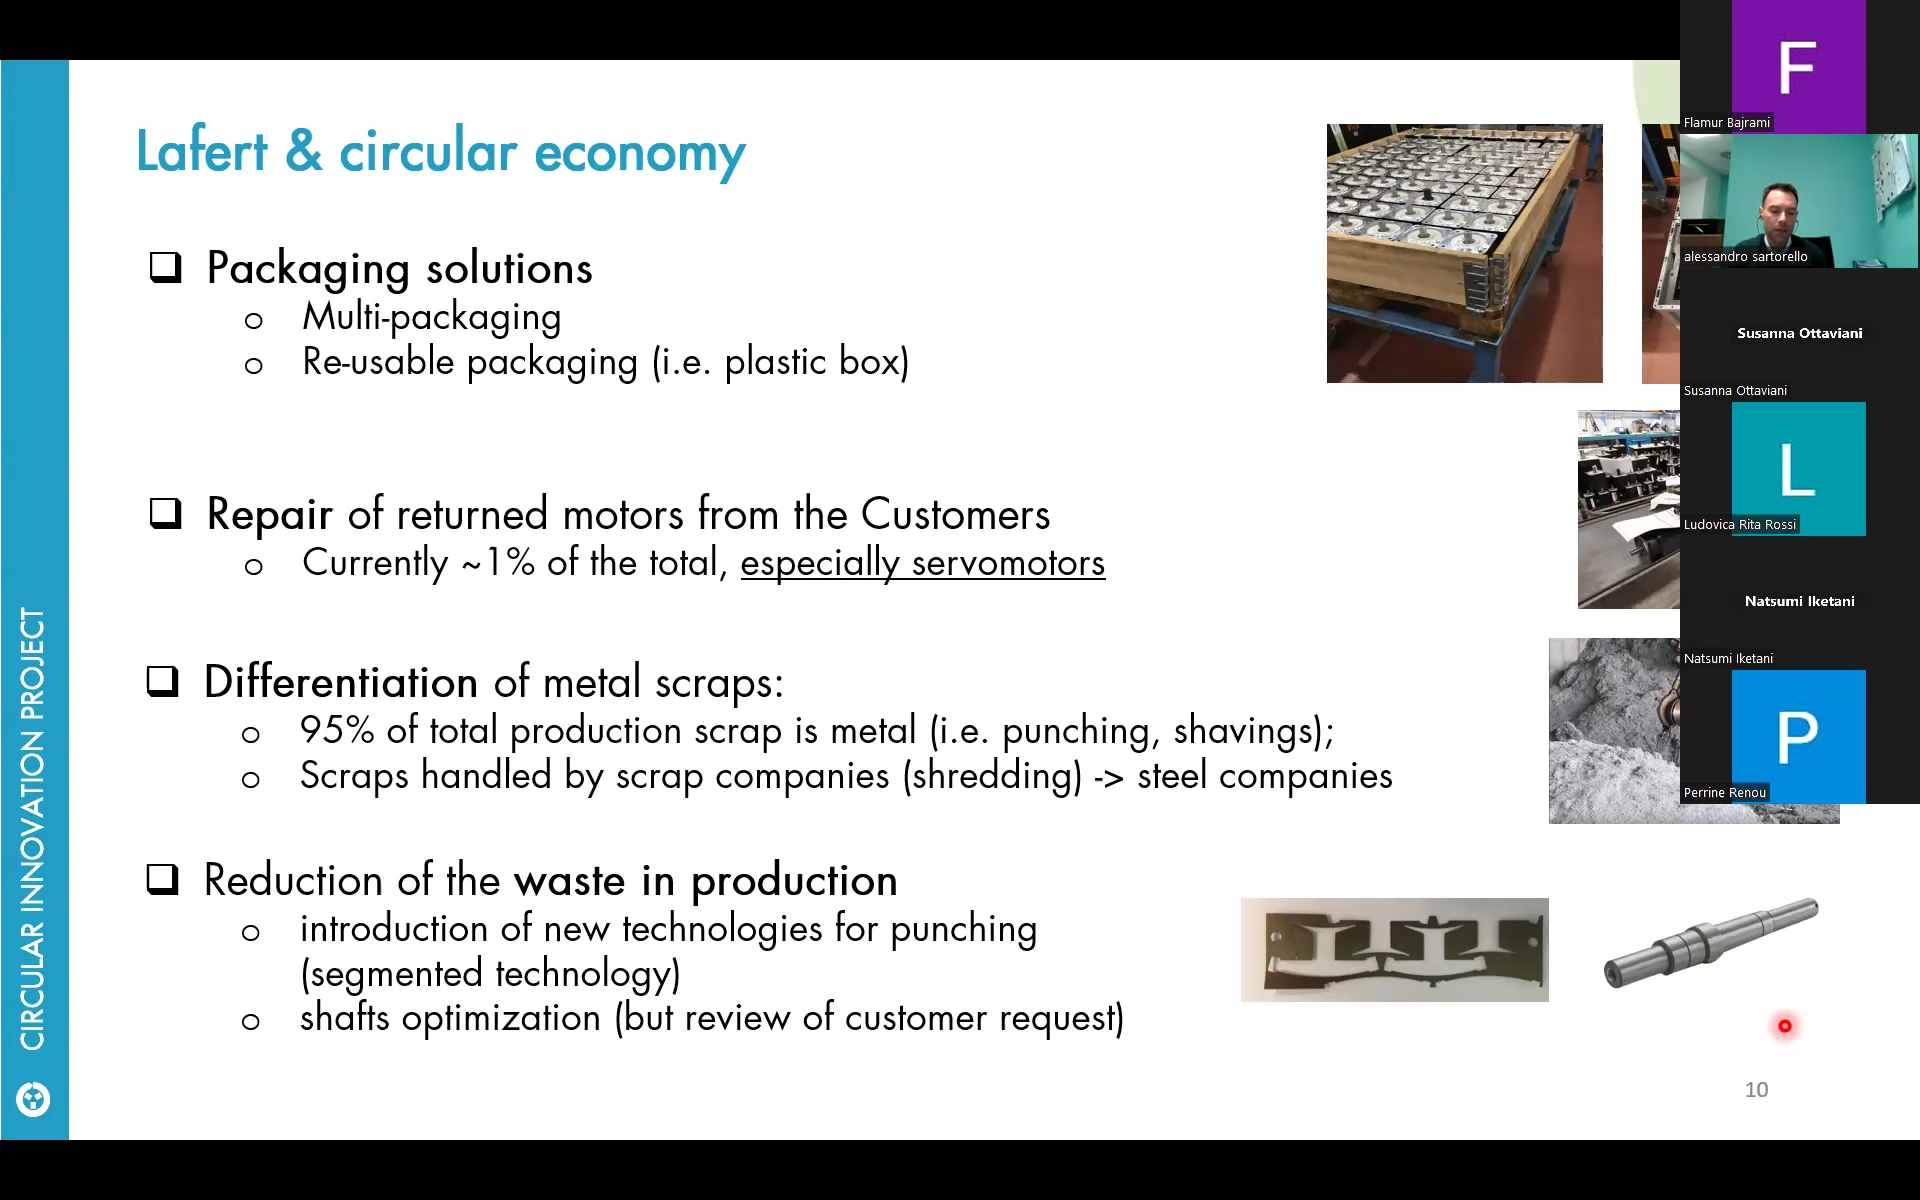 Lafert & circular economy
❑ Packaging solutions
o Multi-packaging
o Re-usable packaging (i.e. plastic box)
❑ Repair of returned motors from the Customers
o Currently ~1% of the total, especially servomotors
❑ Differentiation of metal scraps:
o 95% of total production scrap is metal (i.e. punching, shavings);
o Scraps handled by scrap companies (shredding) -> steel companies
❑ Reduction of the waste in production
o introduction of new technologies for punching
(segmented technology)
o shafts optimization (but review of customer request)
10
CIRCULAR INNOVATION PROJECT
F
Flamur Bajrami
alessandro sartorello
Susanna Ottaviani
Susanna Ottaviani
L
Ludovica Rita Rossi
Natsumi Iketani
Natsumi Iketani
P
Perrine Renou